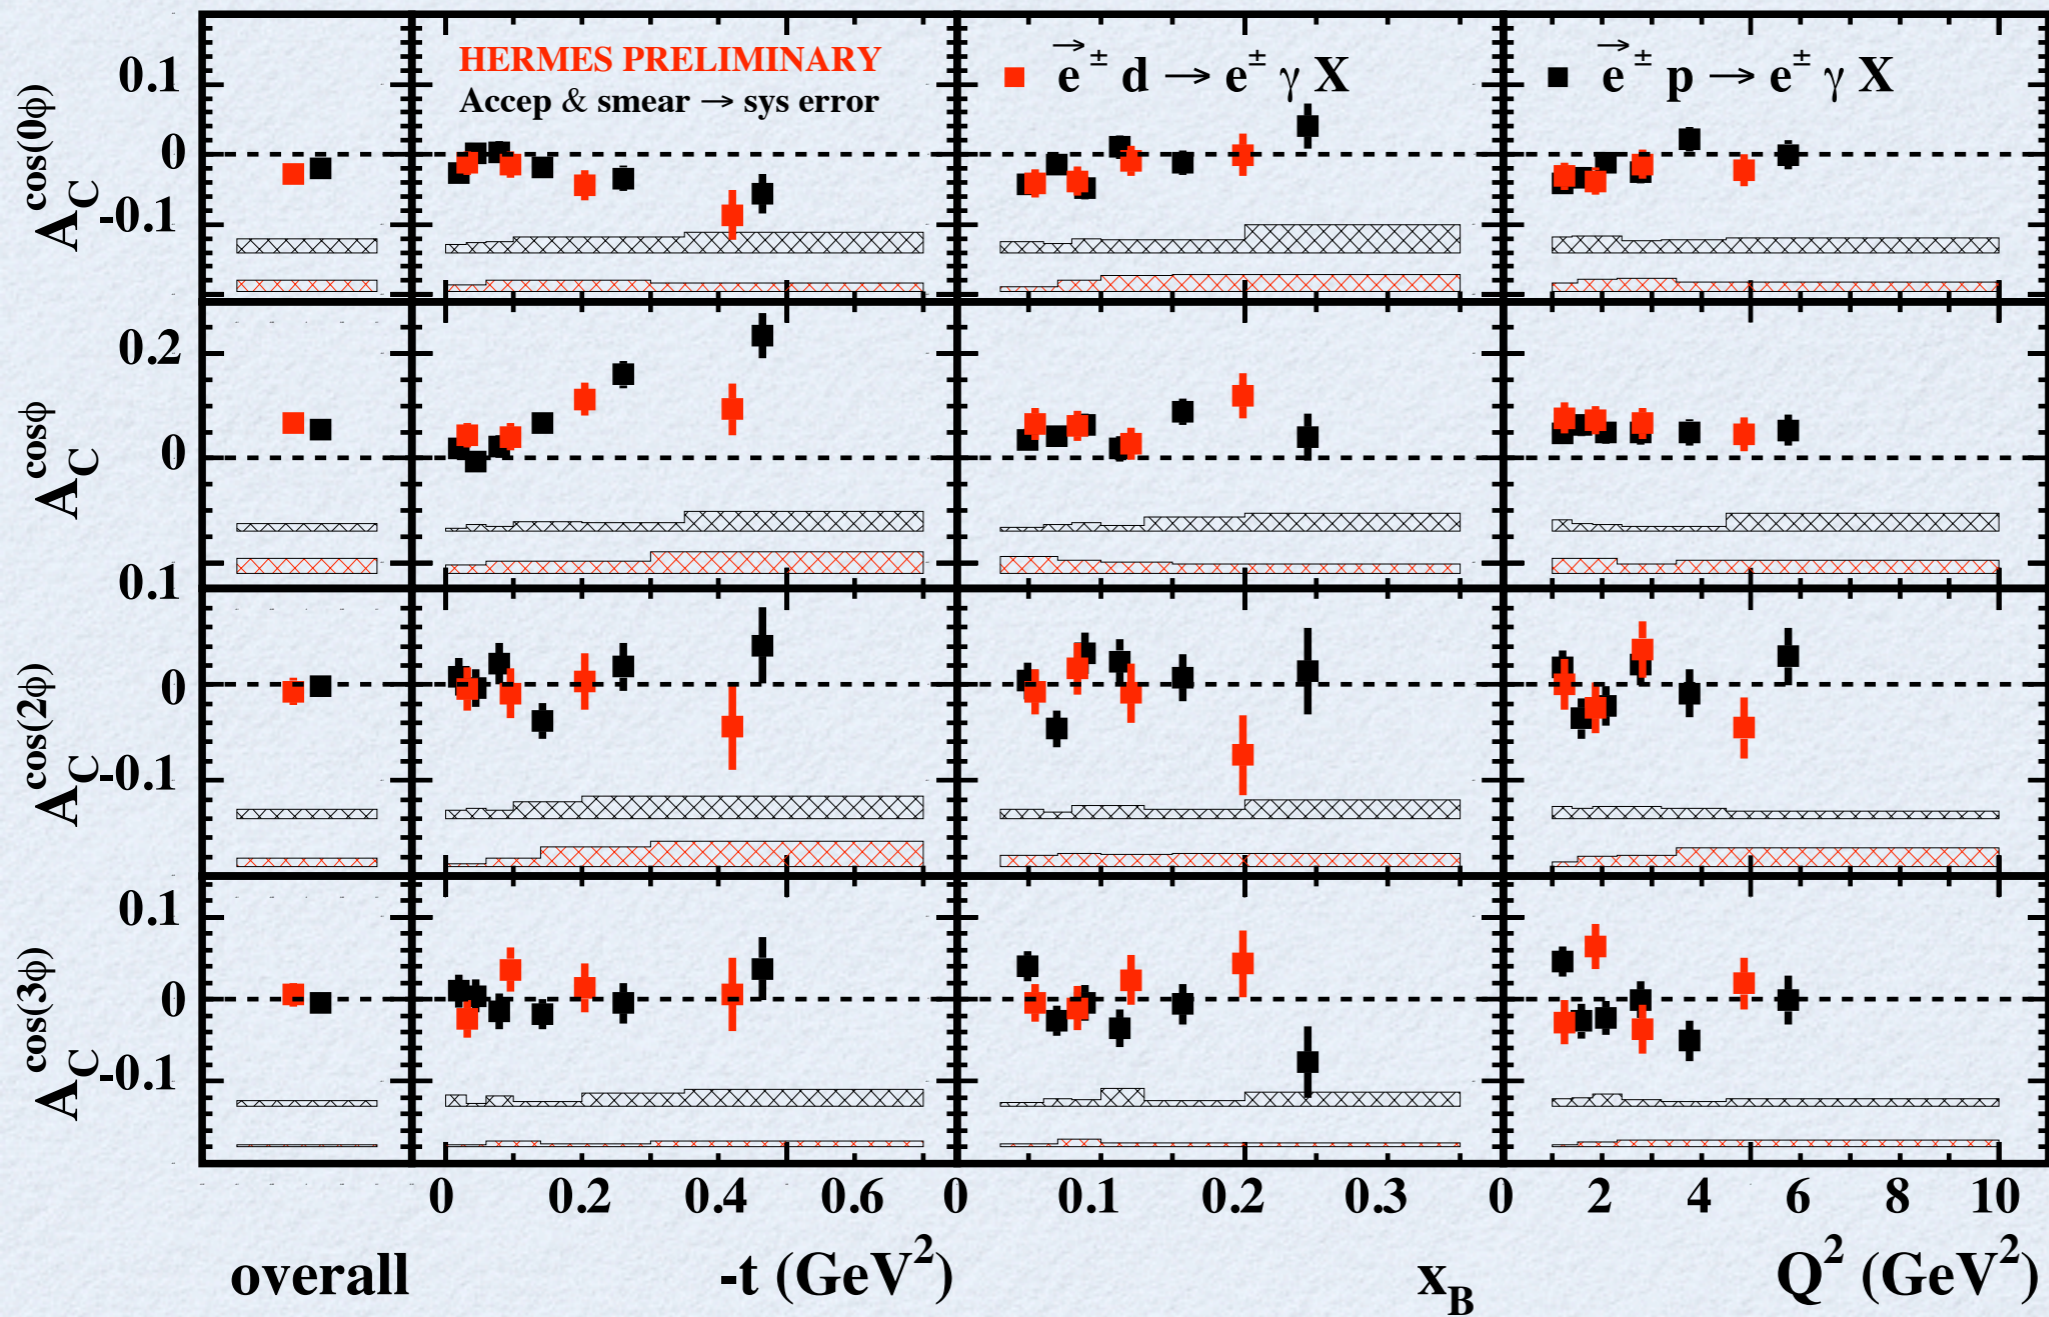 HERMES PRELIMINARY
Accep & smear → sys error
e⃗± d → e± γ X
e⃗± p → e± γ X
A_C^cos(0φ)
0.1
0
-0.1
A_C^cosφ
0.2
0
A_C^cos(2φ)
0.1
0
-0.1
A_C^cos(3φ)
0.1
0
-0.1
0 0.2 0.4 0.6
0 0.1 0.2 0.3
0 2 4 6 8 10
overall -t (GeV²) x_B Q² (GeV²)